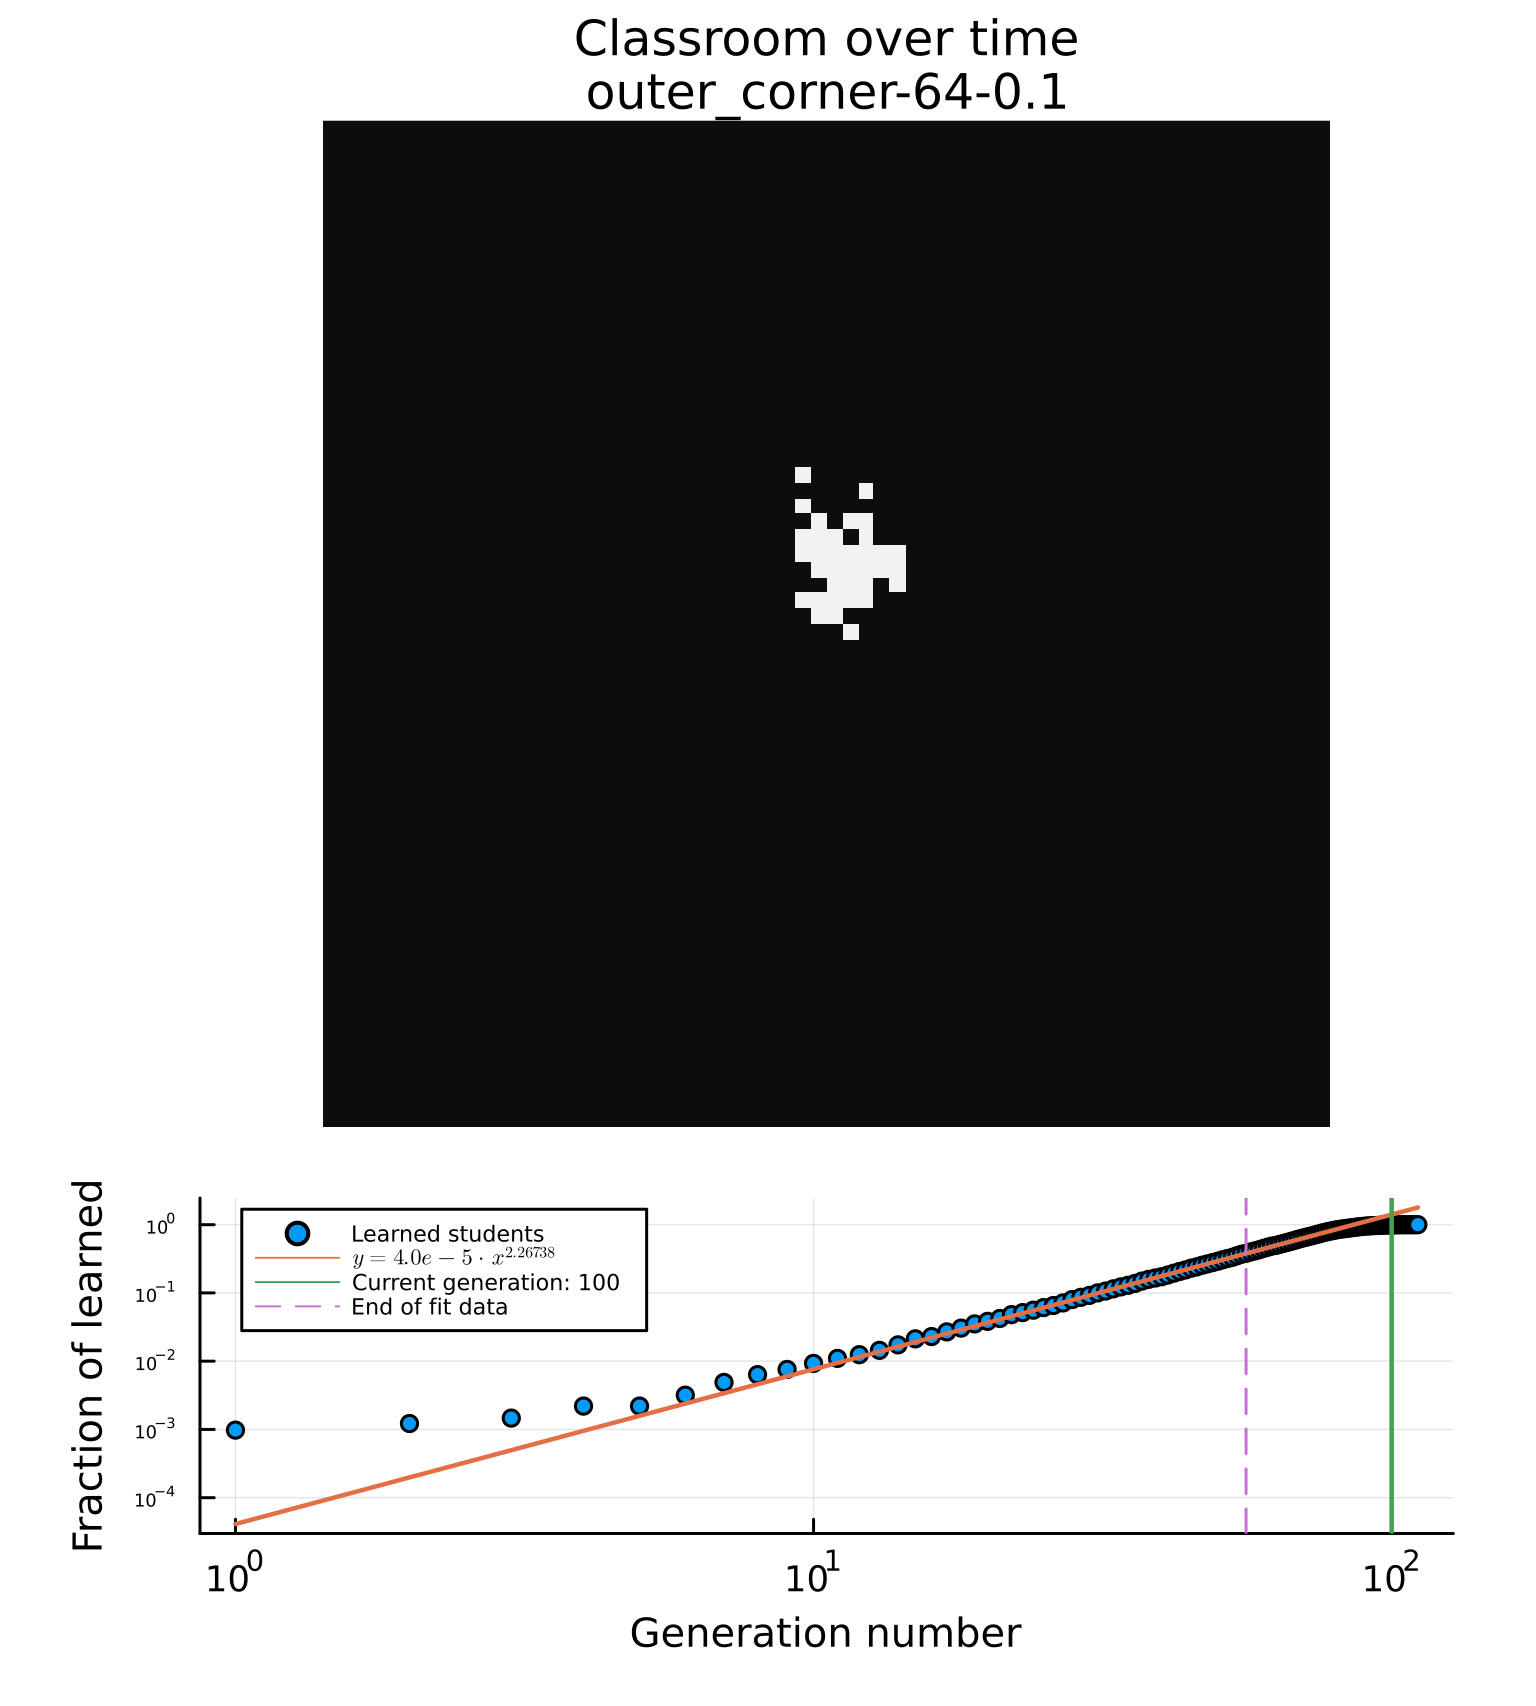 Classroom over time
outer_corner-64-0.1
Fraction of learned
10^0
10^-1
10^-2
10^-3
10^-4
Learned students
y = 4.0e − 5 · x^2.26738
Current generation: 100
End of fit data
10^0 10^1 10^2
Generation number